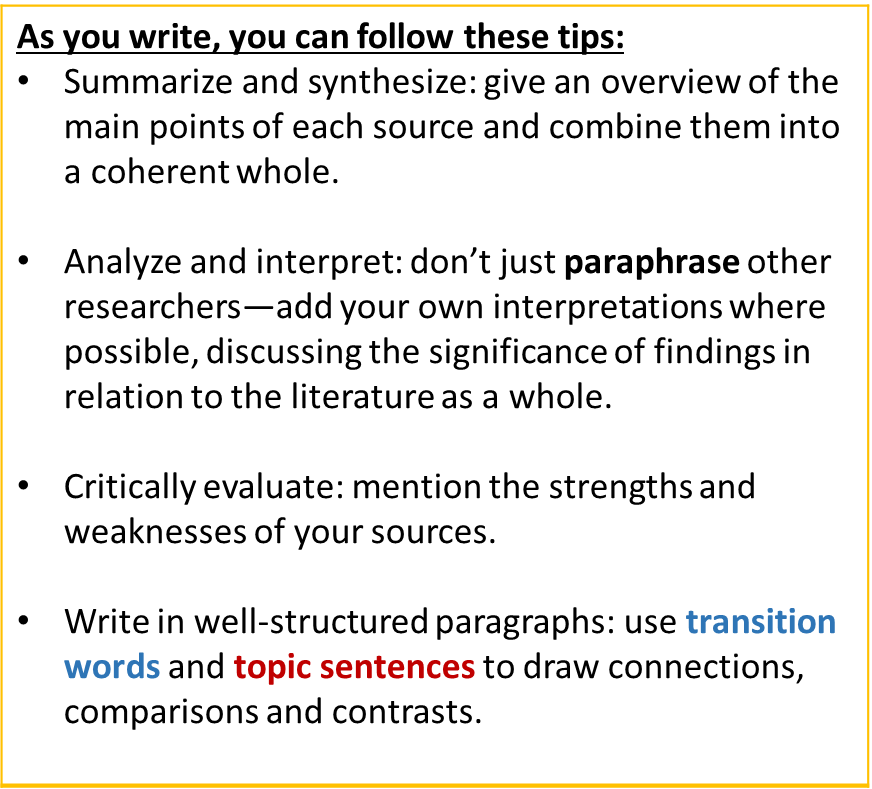 As you write, you can follow these tips:
• Summarize and synthesize: give an overview of the
main points of each source and combine them into
a coherent whole.
• Analyze and interpret: don’t just paraphrase other
researchers—add your own interpretations where
possible, discussing the significance of findings in
relation to the literature as a whole.
• Critically evaluate: mention the strengths and
weaknesses of your sources.
• Write in well-structured paragraphs: use transition
words and topic sentences to draw connections,
comparisons and contrasts.